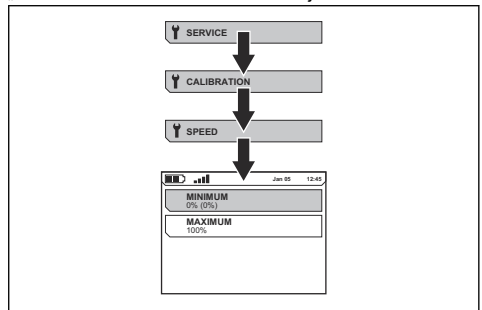 SERVICE
CALIBRATION
SPEED
Jan 05 12:45
MINIMUM
0% (0%)
MAXIMUM
100%